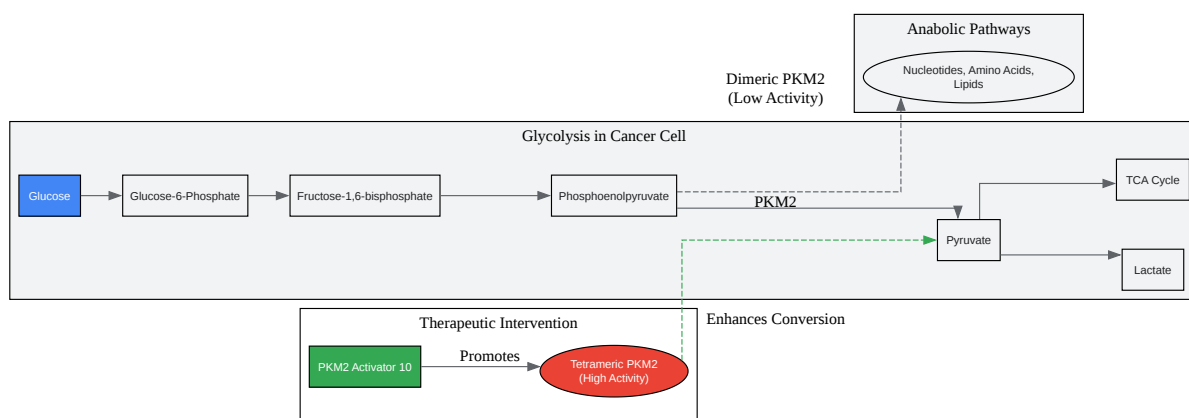 Anabolic Pathways
Nucleotides, Amino Acids,
Lipids
Dimeric PKM2
(Low Activity)
Glycolysis in Cancer Cell
Glucose
Glucose-6-Phosphate
Fructose-1,6-bisphosphate
Phosphoenolpyruvate
PKM2
TCA Cycle
Pyruvate
Lactate
Therapeutic Intervention
Enhances Conversion
PKM2 Activator 10
Promotes
Tetrameric PKM2
(High Activity)